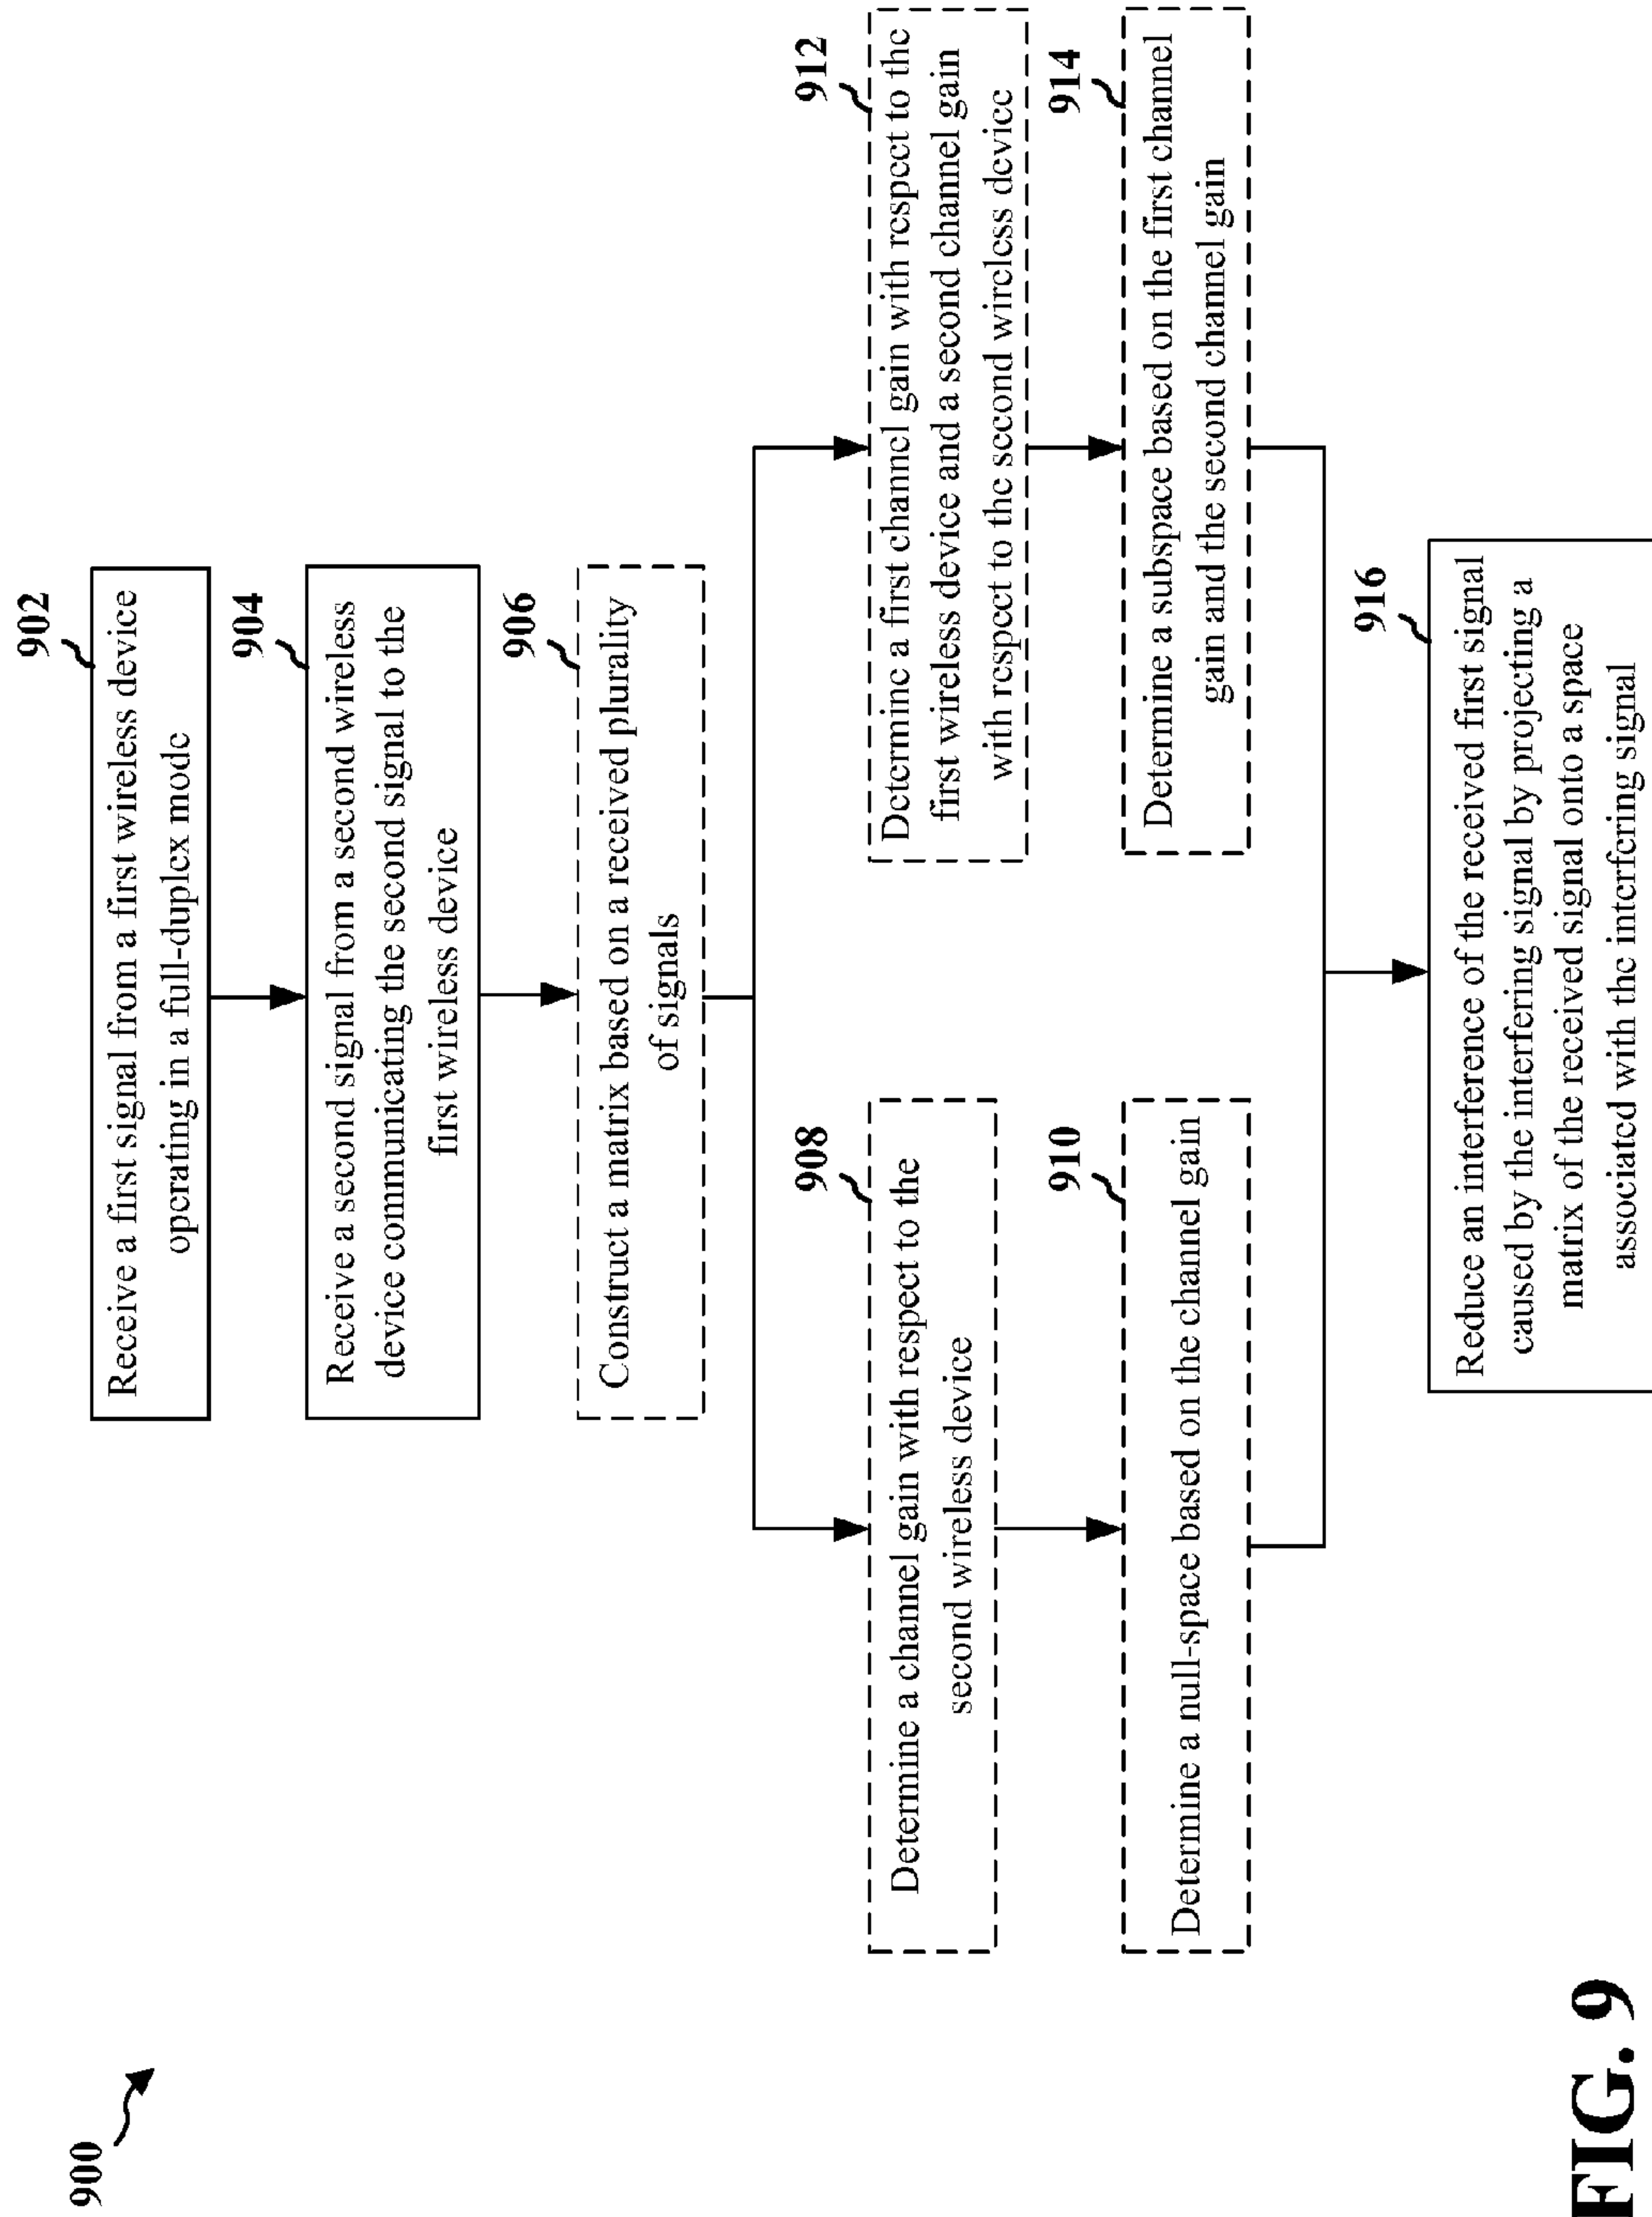 900
902
Receive a first signal from a first wireless device
operating in a full-duplex mode
904
Receive a second signal from a second wireless
device communicating the second signal to the
first wireless device
906
Construct a matrix based on a received plurality
of signals
908
Determine a channel gain with respect to the
second wireless device
910
Determine a null-space based on the channel gain
912
Determine a first channel gain with respect to the
first wireless device and a second channel gain
with respect to the second wireless device
914
Determine a subspace based on the first channel
gain and the second channel gain
916
Reduce an interference of the received first signal
caused by the interfering signal by projecting a
matrix of the received signal onto a space
associated with the interfering signal
FIG. 9